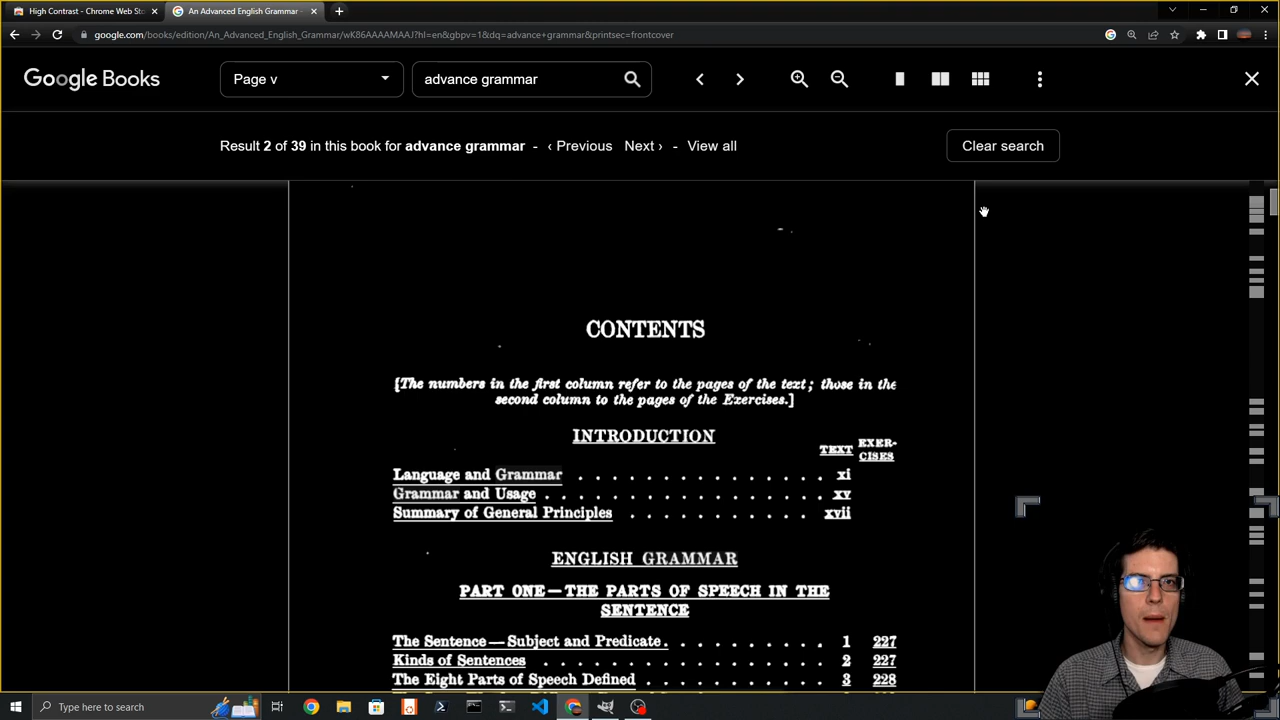 High Contrast - Chrome Web Sto
An Advanced English Grammar -
google.com/books/edition/An_Advanced_English_Grammar/wK86AAAAMAAJ?hl=en&gbpv=1&dq=advance+grammar&printsec=frontcover
Google Books
Page v
advance grammar
Result 2 of 39 in this book for advance grammar - ‹ Previous Next › - View all
Clear search
CONTENTS
[The numbers in the first column refer to the pages of the text; those in the
second column to the pages of the Exercises.]
INTRODUCTION
TEXT EXER-
CISES
Language and Grammar . . . . . . . . . . . . . . xi
Grammar and Usage . . . . . . . . . . . . . . . . xv
Summary of General Principles . . . . . . . . . . . xvii
ENGLISH GRAMMAR
PART ONE—THE PARTS OF SPEECH IN THE
SENTENCE
The Sentence—Subject and Predicate . . . . . . . . . 1 227
Kinds of Sentences . . . . . . . . . . . . . . . . 2 227
The Eight Parts of Speech Defined . . . . . . . . . . 3 228
Type here to search